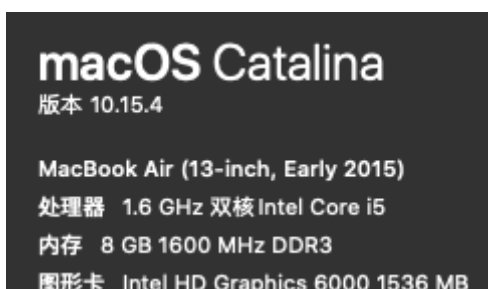 macOS Catalina
版本 10.15.4
MacBook Air (13-inch, Early 2015)
处理器 1.6 GHz 双核Intel Core i5
内存 8 GB 1600 MHz DDR3
图形卡 Intel HD Graphics 6000 1536 MB